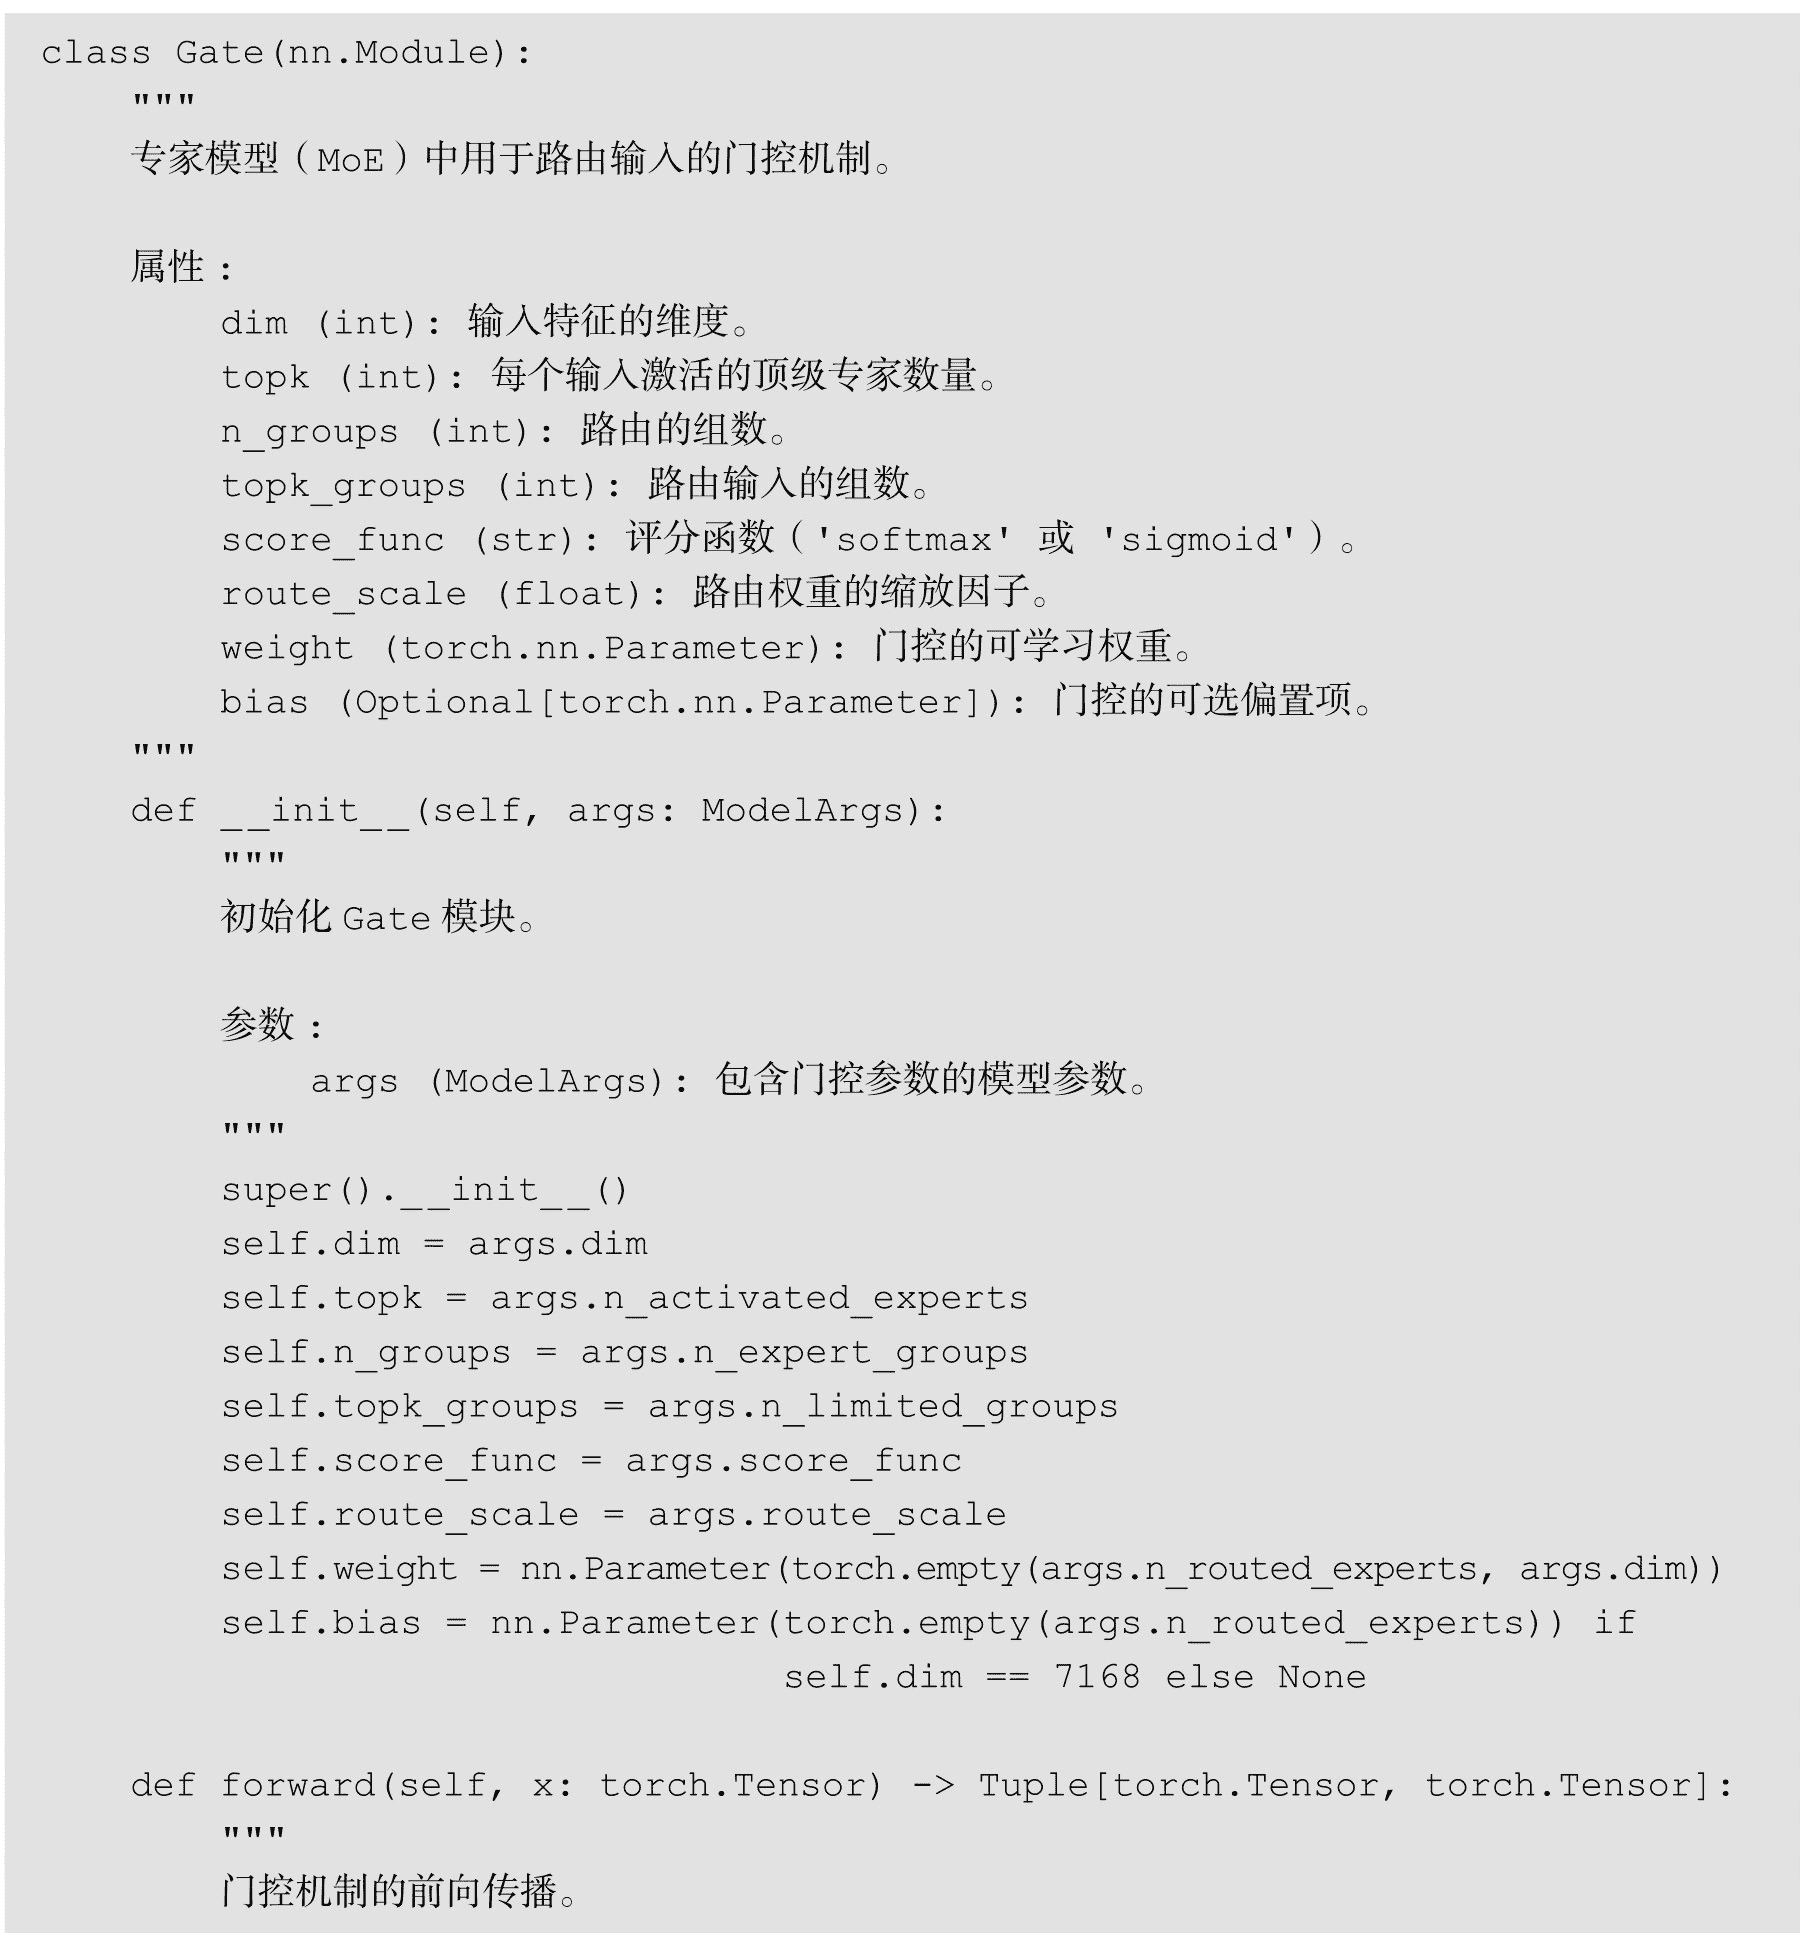 class Gate(nn.Module):
    """
    专家模型（MoE）中用于路由输入的门控机制。

    属性：
        dim (int): 输入特征的维度。
        topk (int): 每个输入激活的顶级专家数量。
        n_groups (int): 路由的组数。
        topk_groups (int): 路由输入的组数。
        score_func (str): 评分函数（'softmax' 或 'sigmoid'）。
        route_scale (float): 路由权重的缩放因子。
        weight (torch.nn.Parameter): 门控的可学习权重。
        bias (Optional[torch.nn.Parameter]): 门控的可选偏置项。
    """
    def __init__(self, args: ModelArgs):
        """
        初始化 Gate 模块。

        参数：
            args (ModelArgs): 包含门控参数的模型参数。
        """
        super().__init__()
        self.dim = args.dim
        self.topk = args.n_activated_experts
        self.n_groups = args.n_expert_groups
        self.topk_groups = args.n_limited_groups
        self.score_func = args.score_func
        self.route_scale = args.route_scale
        self.weight = nn.Parameter(torch.empty(args.n_routed_experts, args.dim))
        self.bias = nn.Parameter(torch.empty(args.n_routed_experts)) if
                                 self.dim == 7168 else None

    def forward(self, x: torch.Tensor) -> Tuple[torch.Tensor, torch.Tensor]:
        """
        门控机制的前向传播。